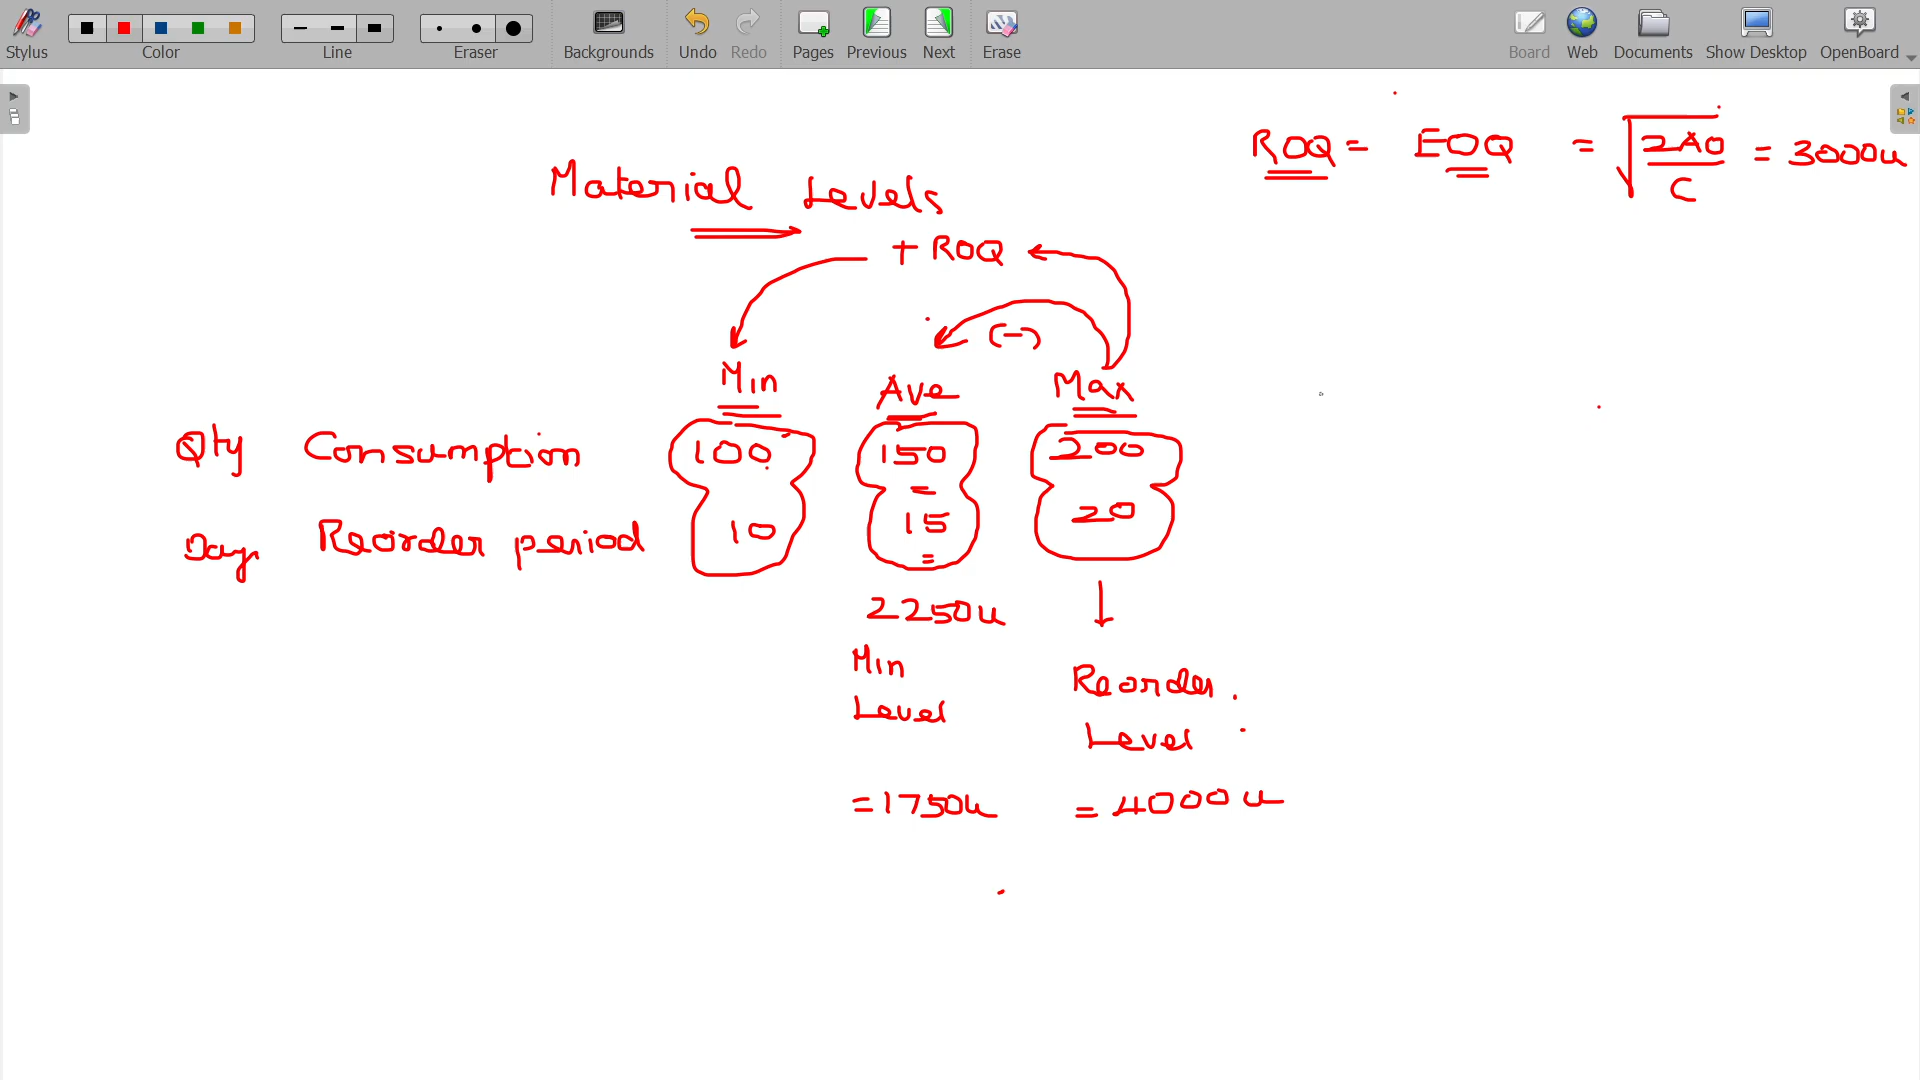 Stylus Color Line Eraser Backgrounds Undo Redo Pages Previous Next Erase Board Web Documents Show Desktop OpenBoard
ROQ = EOQ = √2AO/C = 3000u
Material Levels
+ ROQ
(-)
Min Ave Max
Qty Consumption 100 150 200
Days Reorder period 10 15 20
2250u
Min Level
Reorder Level
= 1750u = 4000u